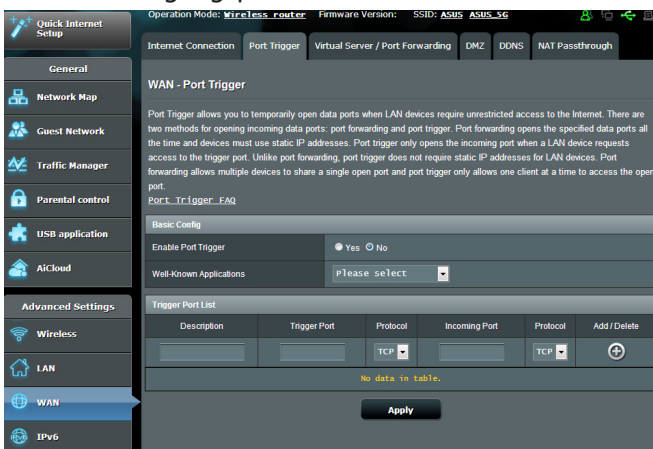 Quick Internet
Setup
Operation Mode: Wireless router Firmware Version: SSID: ASUS ASUS_5G
Internet Connection Port Trigger Virtual Server / Port Forwarding DMZ DDNS NAT Passthrough
General
Network Map
Guest Network
Traffic Manager
Parental control
USB application
AiCloud
Advanced Settings
Wireless
LAN
WAN
IPv6
WAN - Port Trigger
Port Trigger allows you to temporarily open data ports when LAN devices require unrestricted access to the Internet. There are
two methods for opening incoming data ports: port forwarding and port trigger. Port forwarding opens the specified data ports all
the time and devices must use static IP addresses. Port trigger only opens the incoming port when a LAN device requests
access to the trigger port. Unlike port forwarding, port trigger does not require static IP addresses for LAN devices. Port
forwarding allows multiple devices to share a single open port and port trigger only allows one client at a time to access the open
port.
Port Trigger FAQ
Basic Config
Enable Port Trigger Yes No
Well-Known Applications Please select
Trigger Port List
Description Trigger Port Protocol Incoming Port Protocol Add / Delete
TCP TCP
No data in table.
Apply